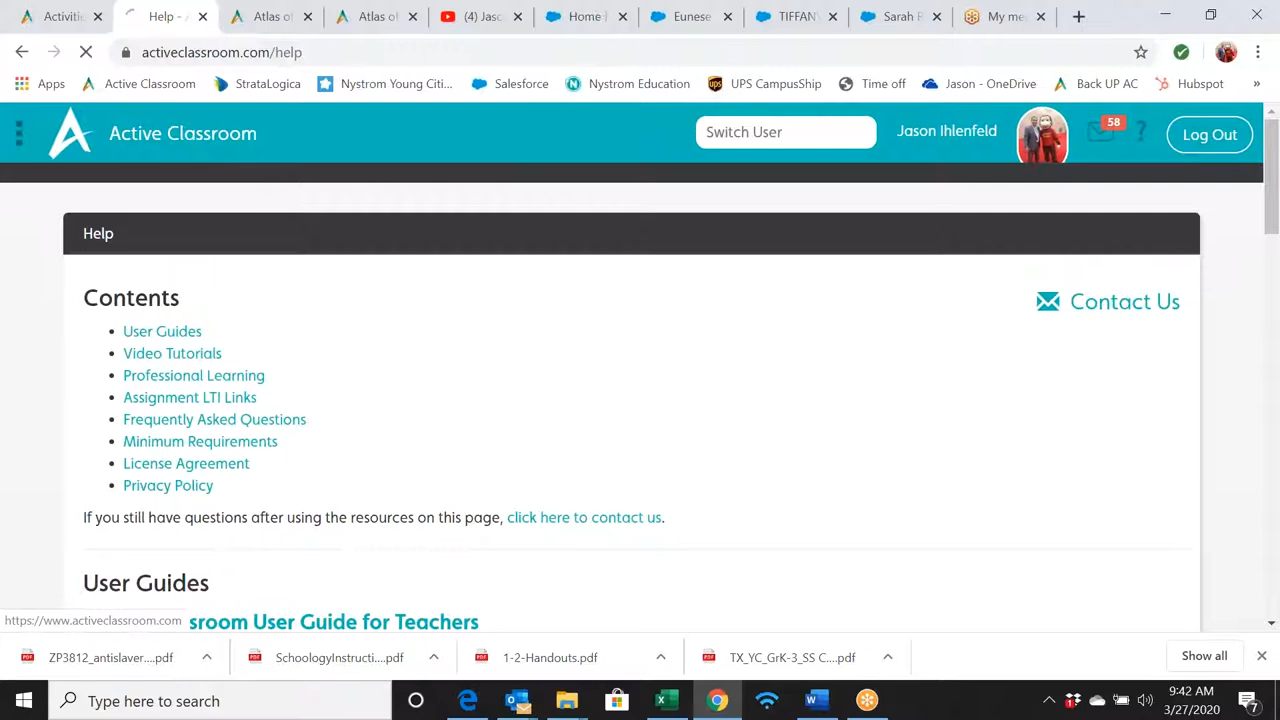 Activitie
Help -
Atlas of
Atlas of
(4) Jaso
Home
Eunese
TIFFANY
Sarah R
My me
activeclassroom.com/help
Apps
Active Classroom
StrataLogica
Nystrom Young Citi...
Salesforce
Nystrom Education
UPS CampusShip
Time off
Jason - OneDrive
Back UP AC
Hubspot
»
Active Classroom
Switch User
Jason Ihlenfeld
58
?
Log Out
Help
Contents
Contact Us
• User Guides
• Video Tutorials
• Professional Learning
• Assignment LTI Links
• Frequently Asked Questions
• Minimum Requirements
• License Agreement
• Privacy Policy
If you still have questions after using the resources on this page, click here to contact us.
User Guides
https://www.activeclassroom.com
sroom User Guide for Teachers
ZP3812_antislaver....pdf
SchoologyInstructi....pdf
1-2-Handouts.pdf
TX_YC_GrK-3_SS C....pdf
Show all
Type here to search
9:42 AM
3/27/2020
7